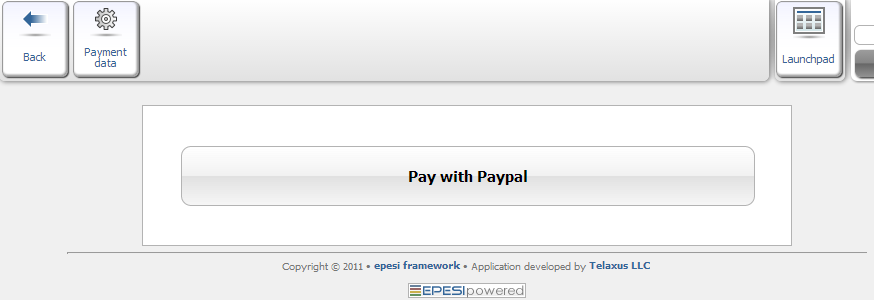 Back
Payment
data
Launchpad
Pay with Paypal
Copyright © 2011 • epesi framework • Application developed by Telaxus LLC
EPESI powered